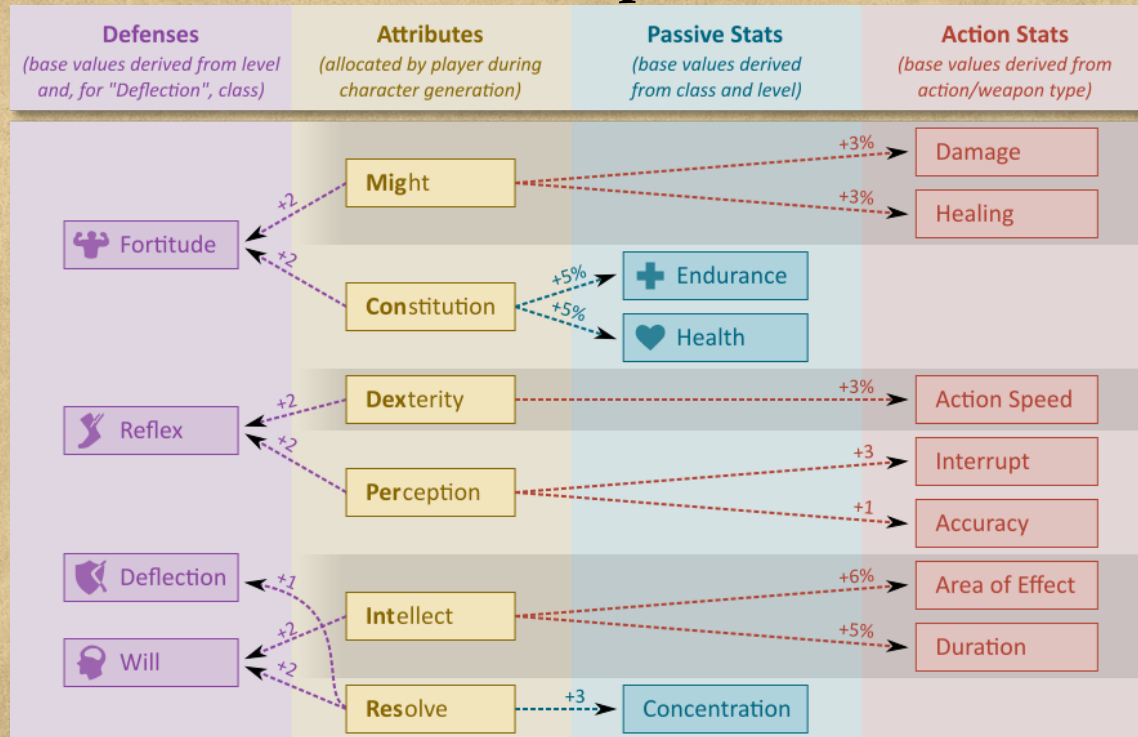 Defenses
(base values derived from level
and, for "Deflection", class)
Attributes
(allocated by player during
character generation)
Passive Stats
(base values derived
from class and level)
Action Stats
(base values derived from
action/weapon type)
Might
+2
+3%
Damage
+3%
Healing
Fortitude
+2
Constitution
+5%
Endurance
+5%
Health
Dexterity
+2
+3%
Action Speed
Reflex
+2
Perception
+3
Interrupt
+1
Accuracy
Deflection
+1
Intellect
+2
+6%
Area of Effect
+5%
Duration
Will
+2
Resolve
+3
Concentration